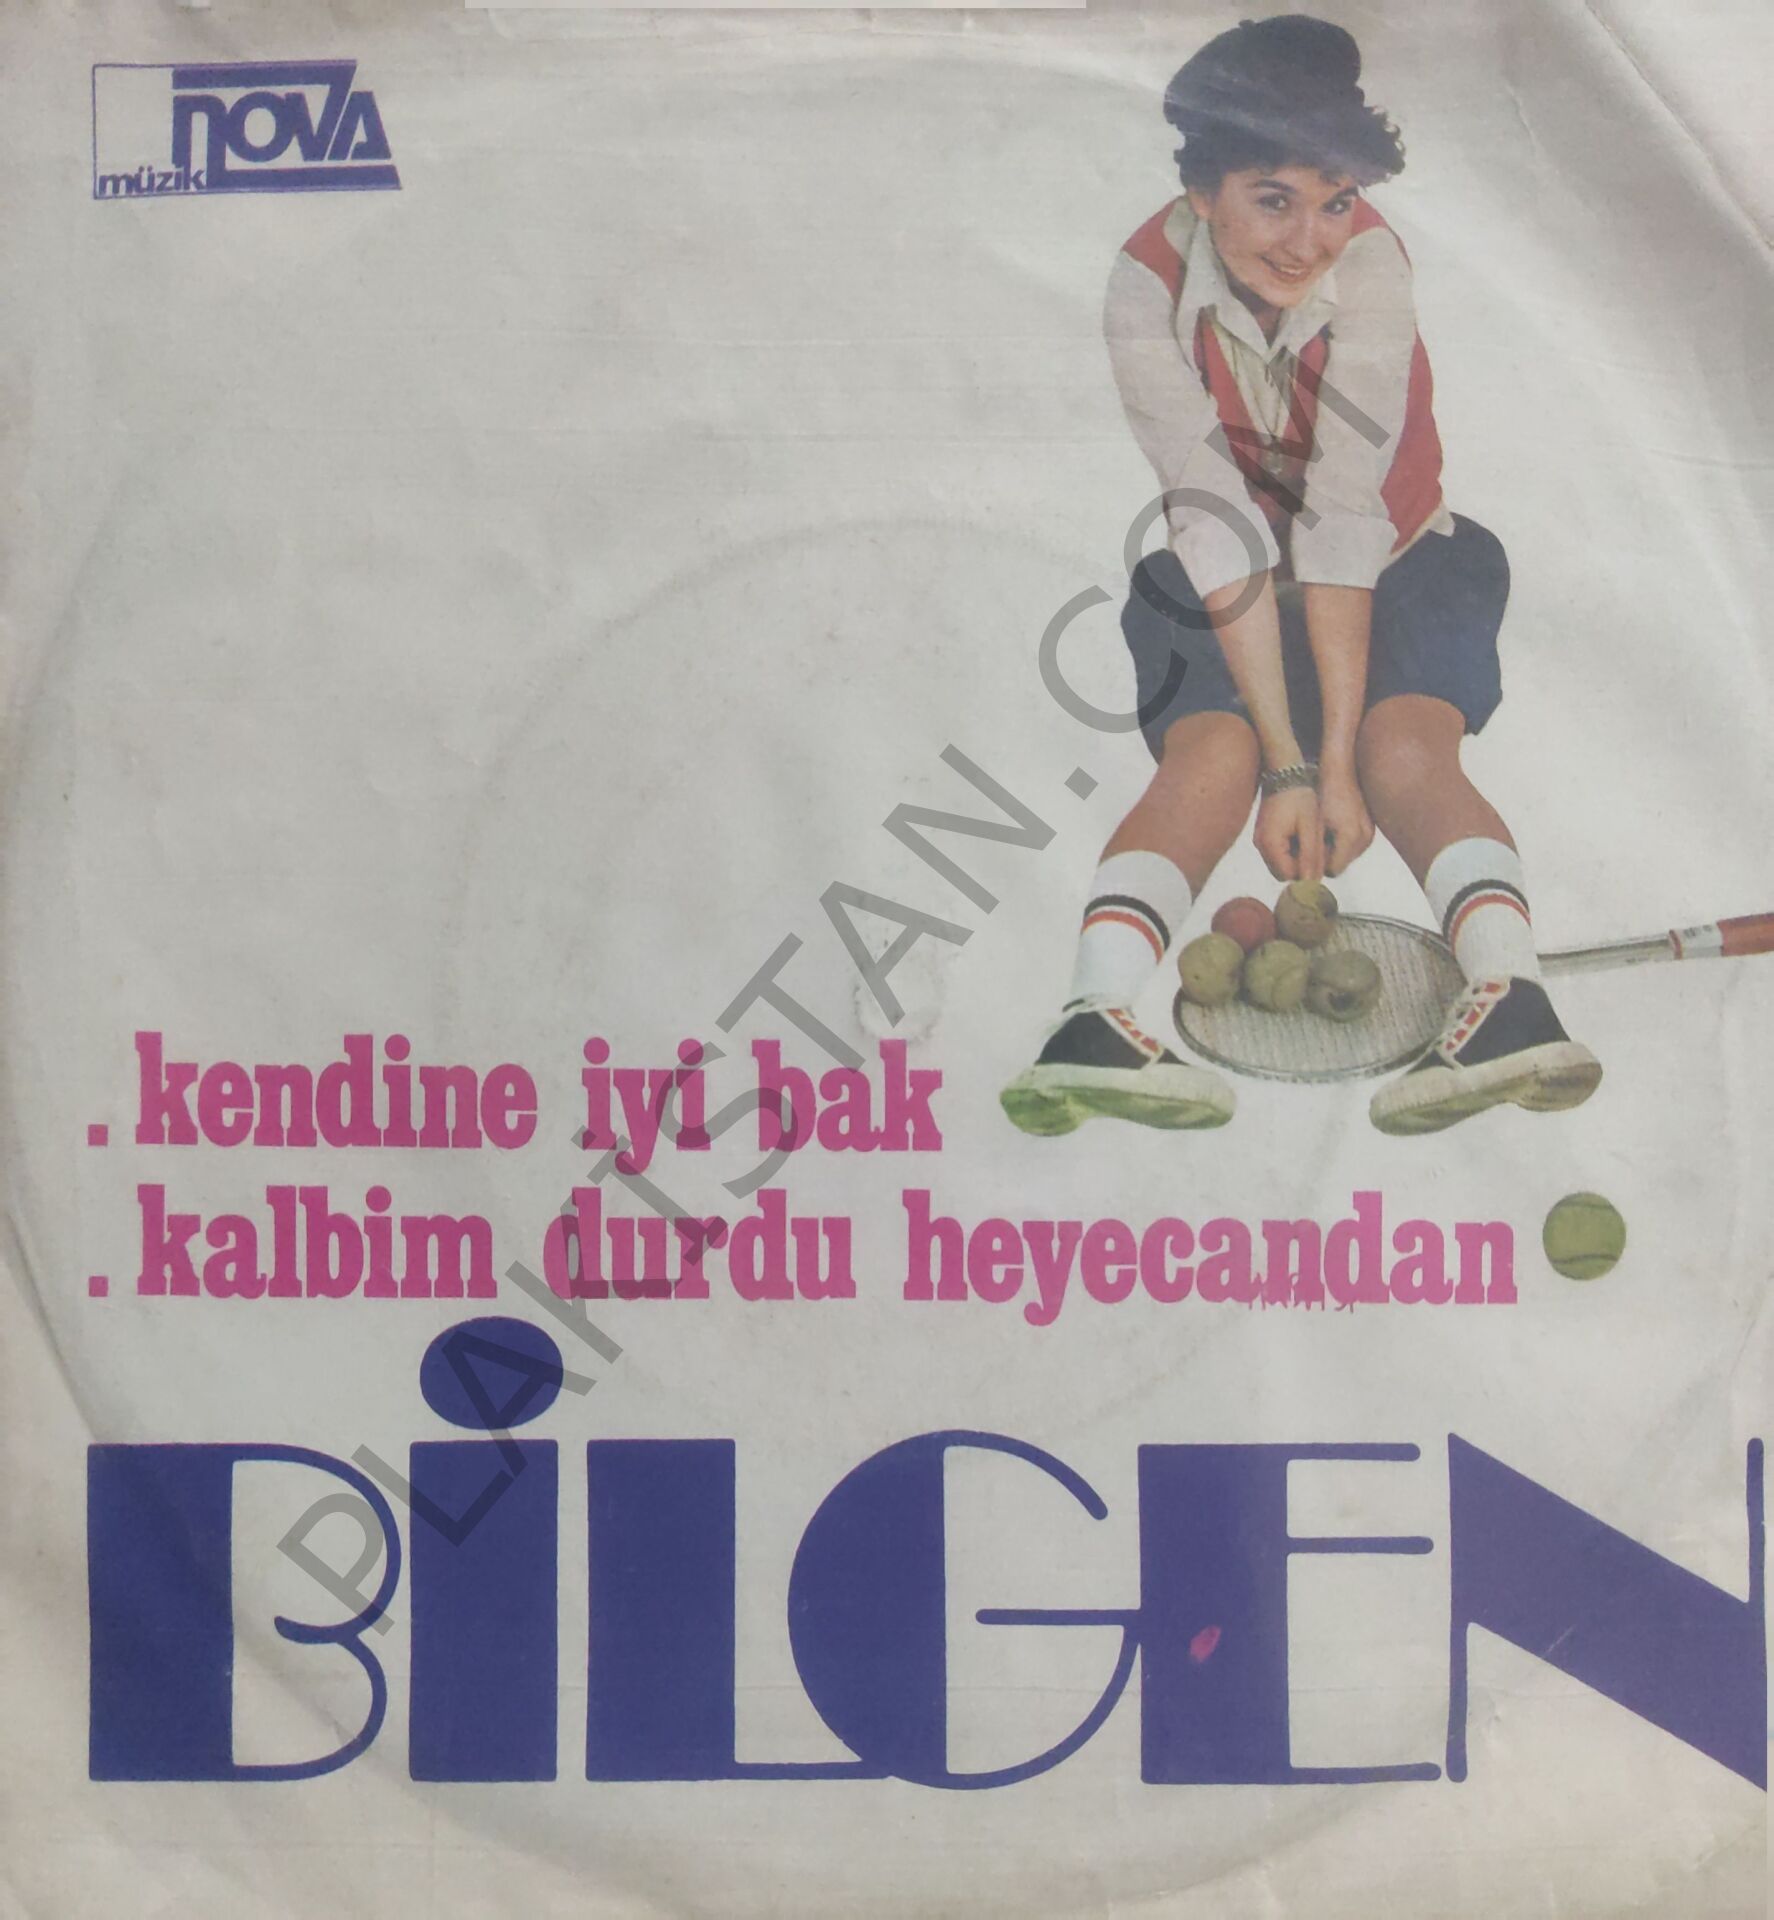 NOVA
müzik
. kendine iyi bak
. kalbim durdu heyecandan
BİLGEN
PLAKİSTAN.COM